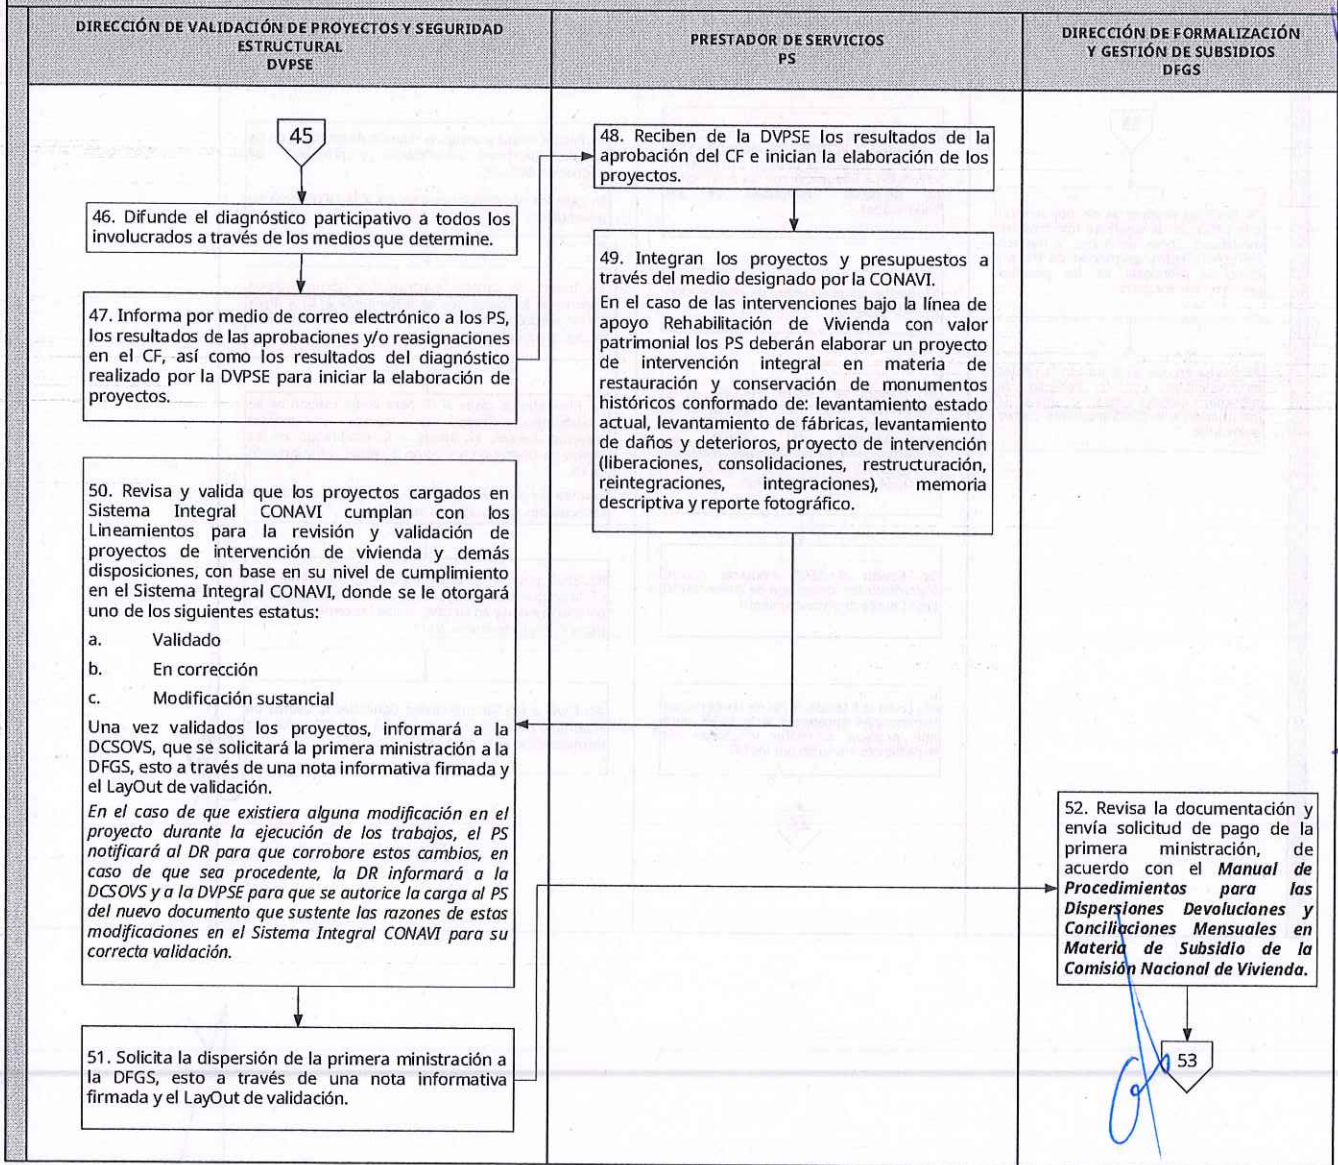 DIRECCIÓN DE VALIDACIÓN DE PROYECTOS Y SEGURIDAD
ESTRUCTURAL
DVPSE
PRESTADOR DE SERVICIOS
PS
DIRECCIÓN DE FORMALIZACIÓN
Y GESTIÓN DE SUBSIDIOS
DFGS
45
46. Difunde el diagnóstico participativo a todos los
involucrados a través de los medios que determine.
47. Informa por medio de correo electrónico a los PS,
los resultados de las aprobaciones y/o reasignaciones
en el CF, así como los resultados del diagnóstico
realizado por la DVPSE para iniciar la elaboración de
proyectos.
48. Reciben de la DVPSE los resultados de la
aprobación del CF e inician la elaboración de los
proyectos.
49. Integran los proyectos y presupuestos a
través del medio designado por la CONAVI.
En el caso de las intervenciones bajo la línea de
apoyo Rehabilitación de Vivienda con valor
patrimonial los PS deberán elaborar un proyecto
de intervención integral en materia de
restauración y conservación de monumentos
históricos conformado de: levantamiento estado
actual, levantamiento de fábricas, levantamiento
de daños y deterioros, proyecto de intervención
(liberaciones, consolidaciones, restructuración,
reintegraciones, integraciones), memoria
descriptiva y reporte fotográfico.
50. Revisa y valida que los proyectos cargados en
Sistema Integral CONAVI cumplan con los
Lineamientos para la revisión y validación de
proyectos de intervención de vivienda y demás
disposiciones, con base en su nivel de cumplimiento
en el Sistema Integral CONAVI, donde se le otorgará
uno de los siguientes estatus:
a. Validado
b. En corrección
c. Modificación sustancial
Una vez validados los proyectos, informará a la
DCSOVS, que se solicitará la primera ministración a la
DFGS, esto a través de una nota informativa firmada y
el LayOut de validación.
En el caso de que existiera alguna modificación en el
proyecto durante la ejecución de los trabajos, el PS
notificará al DR para que corrobore estos cambios, en
caso de que sea procedente, la DR informará a la
DCSOVS y a la DVPSE para que se autorice la carga al PS
del nuevo documento que sustente las razones de estas
modificaciones en el Sistema Integral CONAVI para su
correcta validación.
51. Solicita la dispersión de la primera ministración a
la DFGS, esto a través de una nota informativa
firmada y el LayOut de validación.
52. Revisa la documentación y
envía solicitud de pago de la
primera ministración, de
acuerdo con el Manual de
Procedimientos para las
Dispersiones Devoluciones y
Conciliaciones Mensuales en
Materia de Subsidio de la
Comisión Nacional de Vivienda.
53